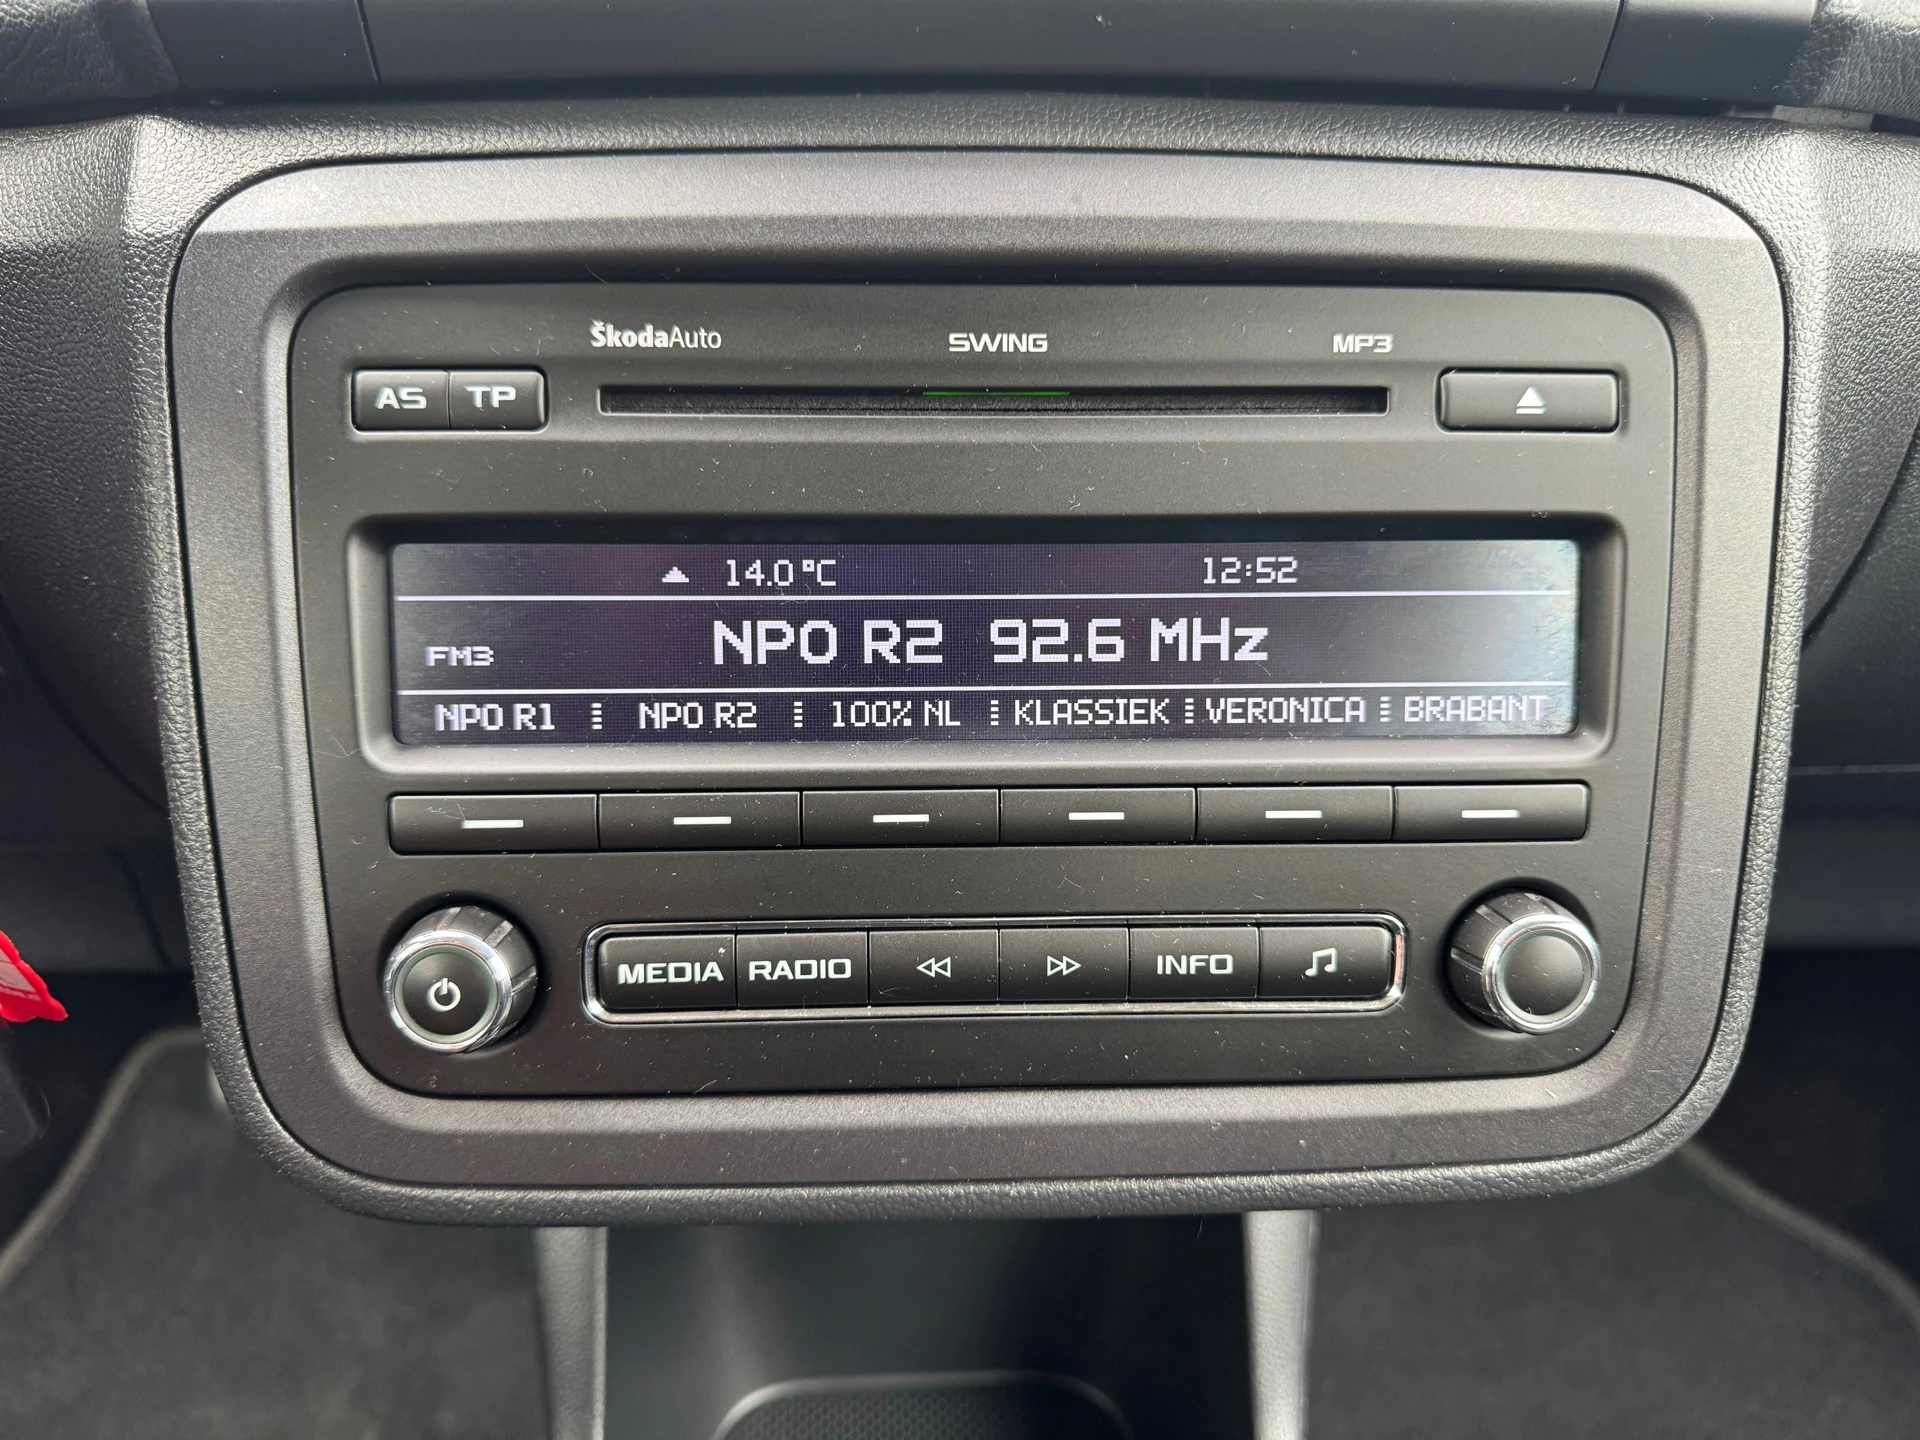 ŠkodaAuto SWING MP3
AS TP
14.0°C 12:52
FM3 NPO R2 92.6 MHz
NPO R1 NPO R2 100% NL KLASSIEK VERONICA BRABANT
MEDIA RADIO INFO